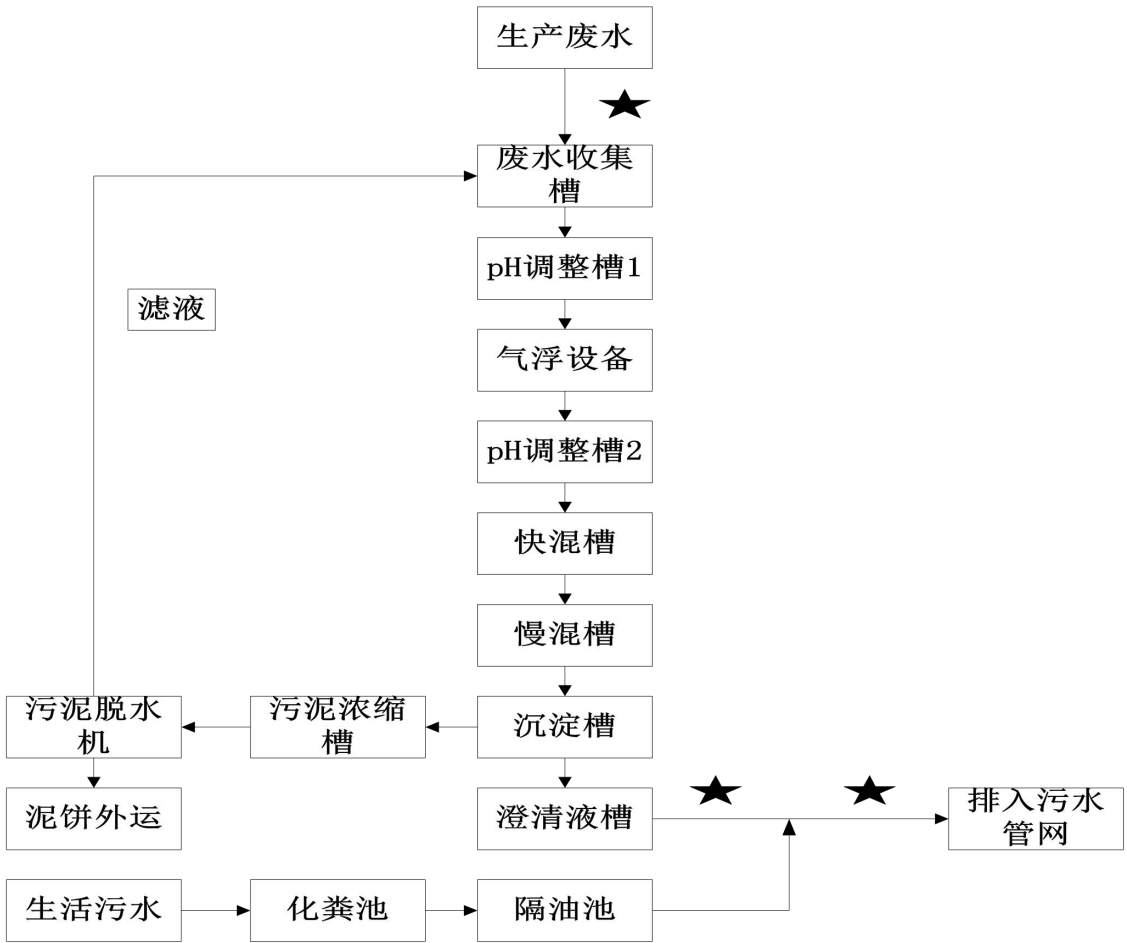 生产废水
废水收集
槽
pH调整槽1
滤液
气浮设备
pH调整槽2
快混槽
慢混槽
污泥脱水
机
污泥浓缩
槽
沉淀槽
泥饼外运
澄清液槽
排入污水
管网
生活污水
化粪池
隔油池